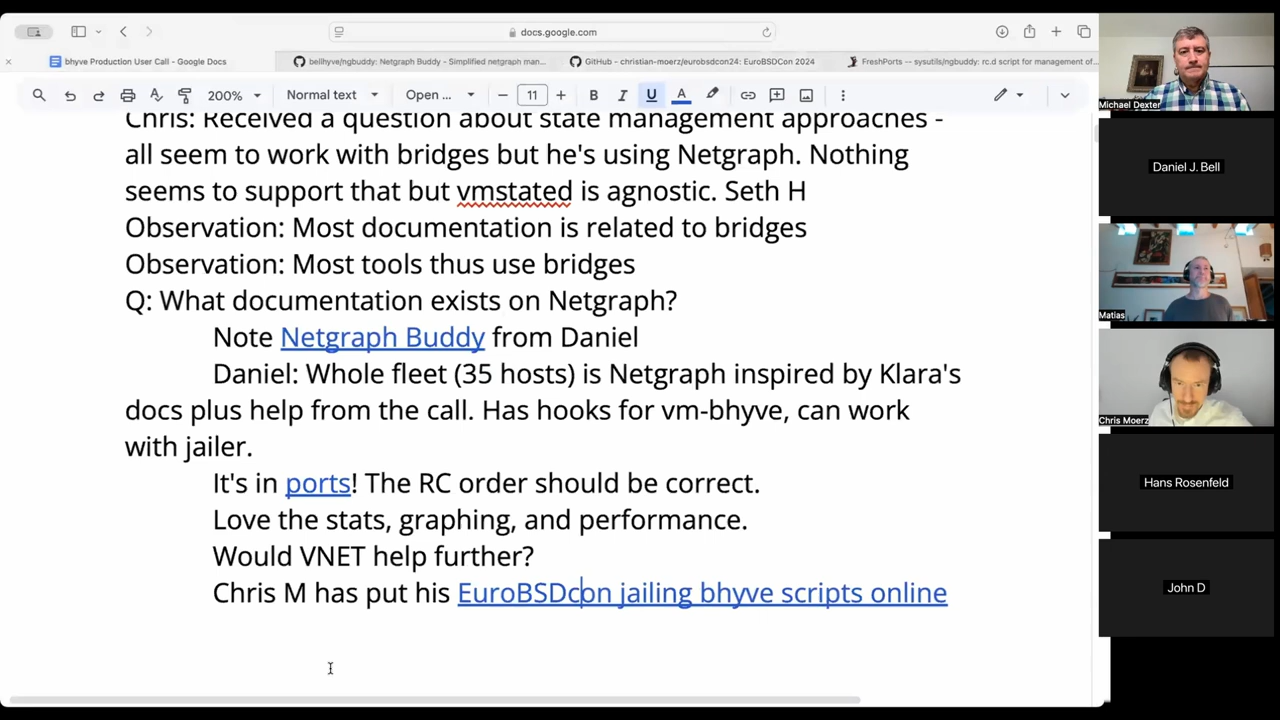 docs.google.com
bhyve Production User Call - Google Docs
bellhyve/ngbuddy: Netgraph Buddy - Simplified netgraph man...
GitHub - christian-moerz/eurobsdcon24: EuroBSDCon 2024
FreshPorts -- sysutils/ngbuddy: rc.d script for management of...
200%
Normal text
Open ...
11
B
I
U
A
Chris: Received a question about state management approaches -
all seem to work with bridges but he's using Netgraph. Nothing
seems to support that but vmstated is agnostic. Seth H
Observation: Most documentation is related to bridges
Observation: Most tools thus use bridges
Q: What documentation exists on Netgraph?
Note Netgraph Buddy from Daniel
Daniel: Whole fleet (35 hosts) is Netgraph inspired by Klara's
docs plus help from the call. Has hooks for vm-bhyve, can work
with jailer.
It's in ports! The RC order should be correct.
Love the stats, graphing, and performance.
Would VNET help further?
Chris M has put his EuroBSDcon jailing bhyve scripts online
Michael Dexter
Daniel J. Bell
Matias
Chris Moerz
Hans Rosenfeld
John D